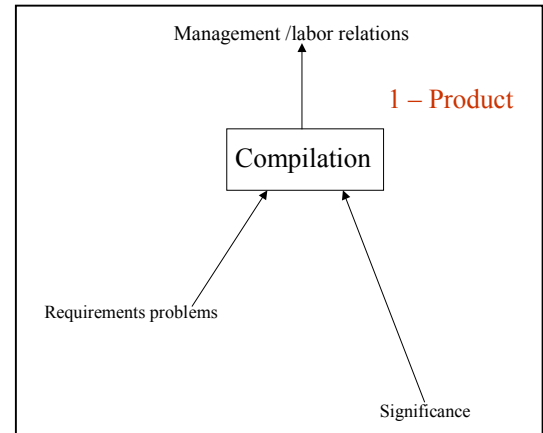 Management /labor relations
1 – Product
Compilation
Requirements problems
Significance